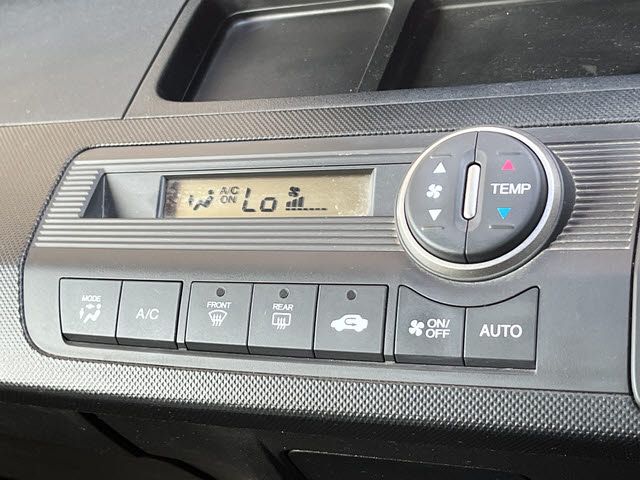 A/C
ON
Lo
TEMP
MODE
A/C
FRONT
REAR
ON/
OFF
AUTO